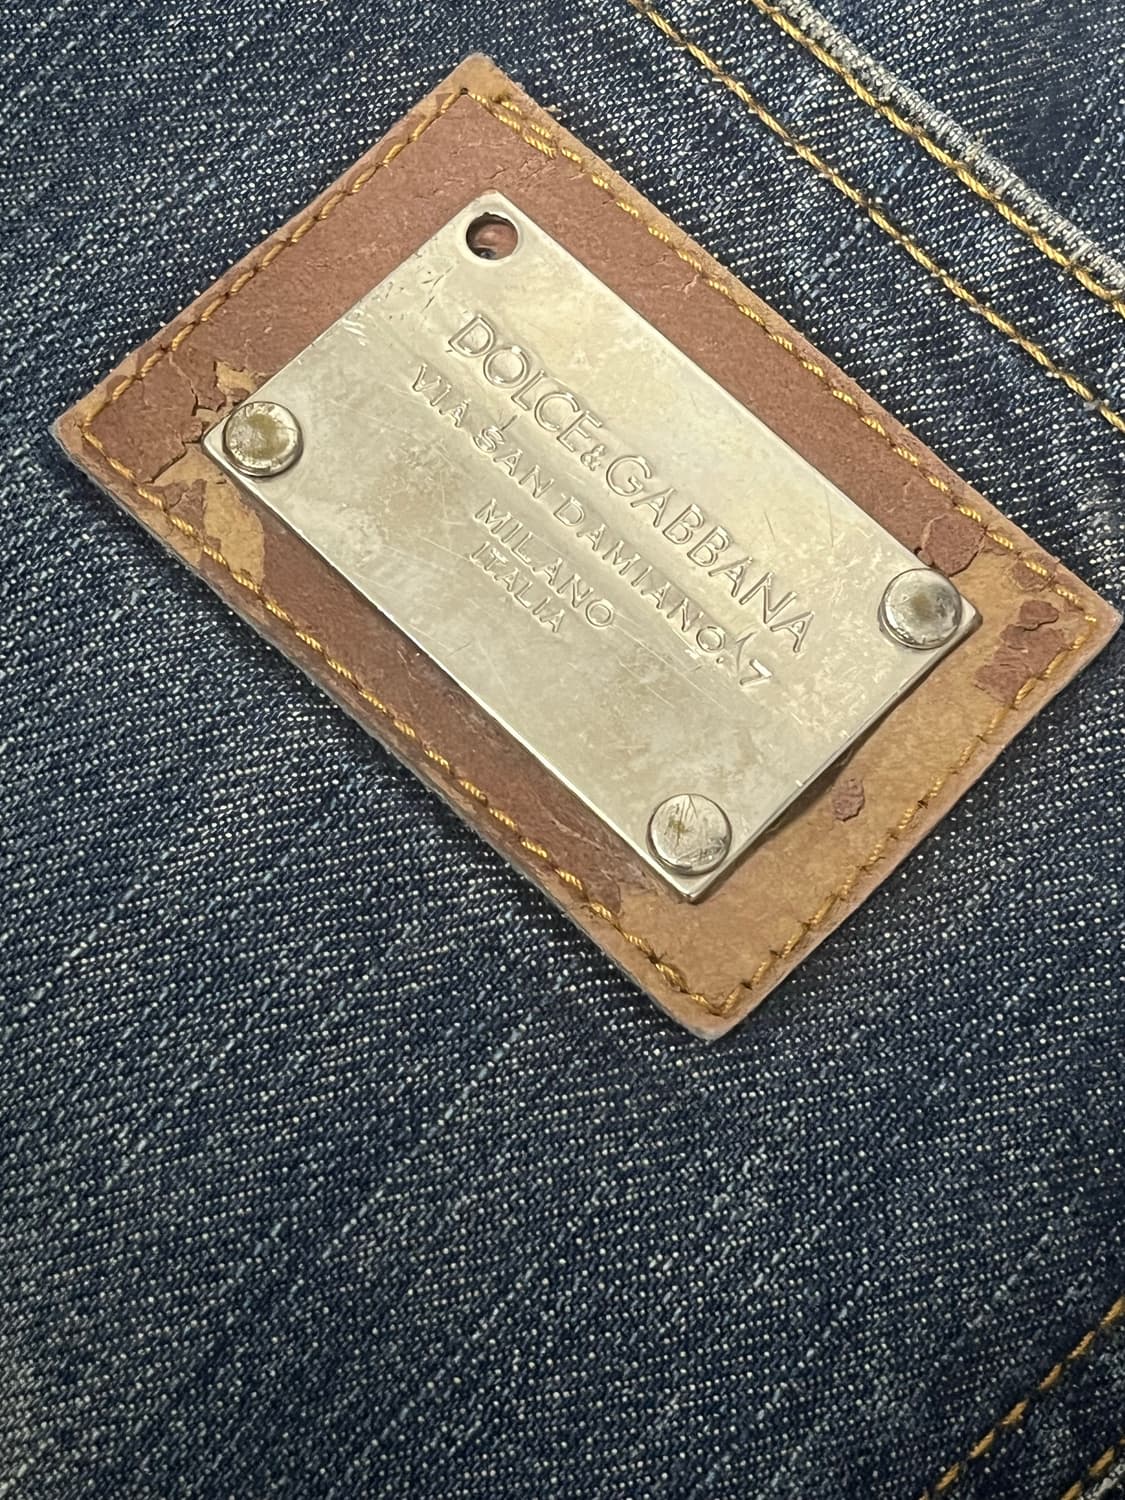 DOLCE&GABBANA
VIA SAN DAMIANO, 7
MILANO
ITALIA